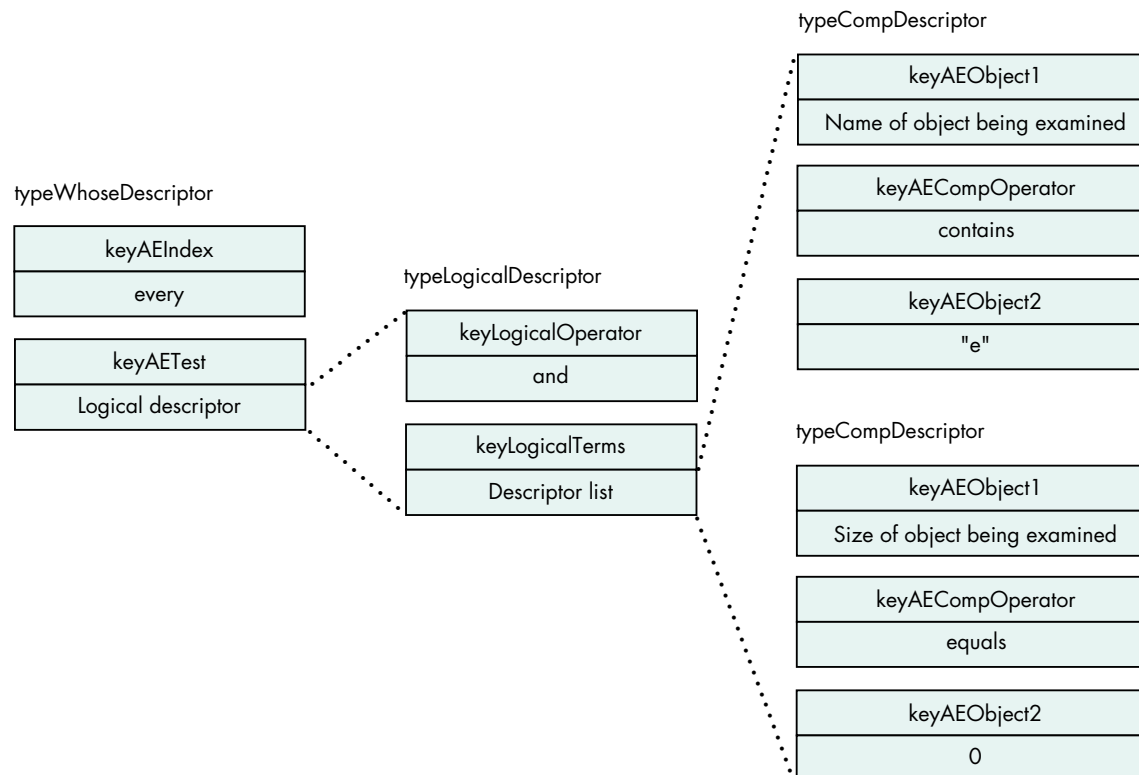 typeWhoseDescriptor
keyAEIndex
every
keyAETest
Logical descriptor
typeLogicalDescriptor
keyLogicalOperator
and
keyLogicalTerms
Descriptor list
typeCompDescriptor
keyAEObject1
Name of object being examined
keyAECompOperator
contains
keyAEObject2
"e"
typeCompDescriptor
keyAEObject1
Size of object being examined
keyAECompOperator
equals
keyAEObject2
0